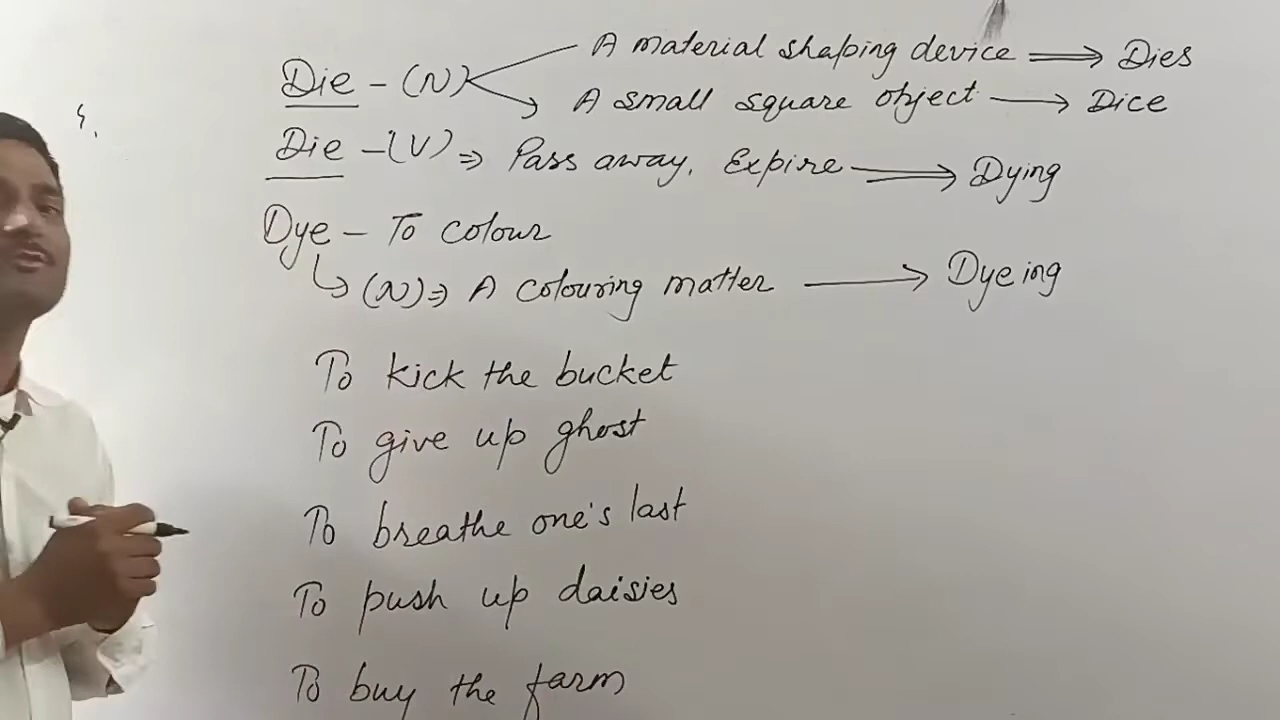 Die - (N) A material shaping device ⇒ Dies
A small square object → Dice
Die - (V) ⇒ Pass away, Expire ⇒ Dying
Dye - To colour
↳ (N) ⇒ A colouring matter → Dyeing
To kick the bucket
To give up ghost
To breathe one's last
To push up daisies
To buy the farm